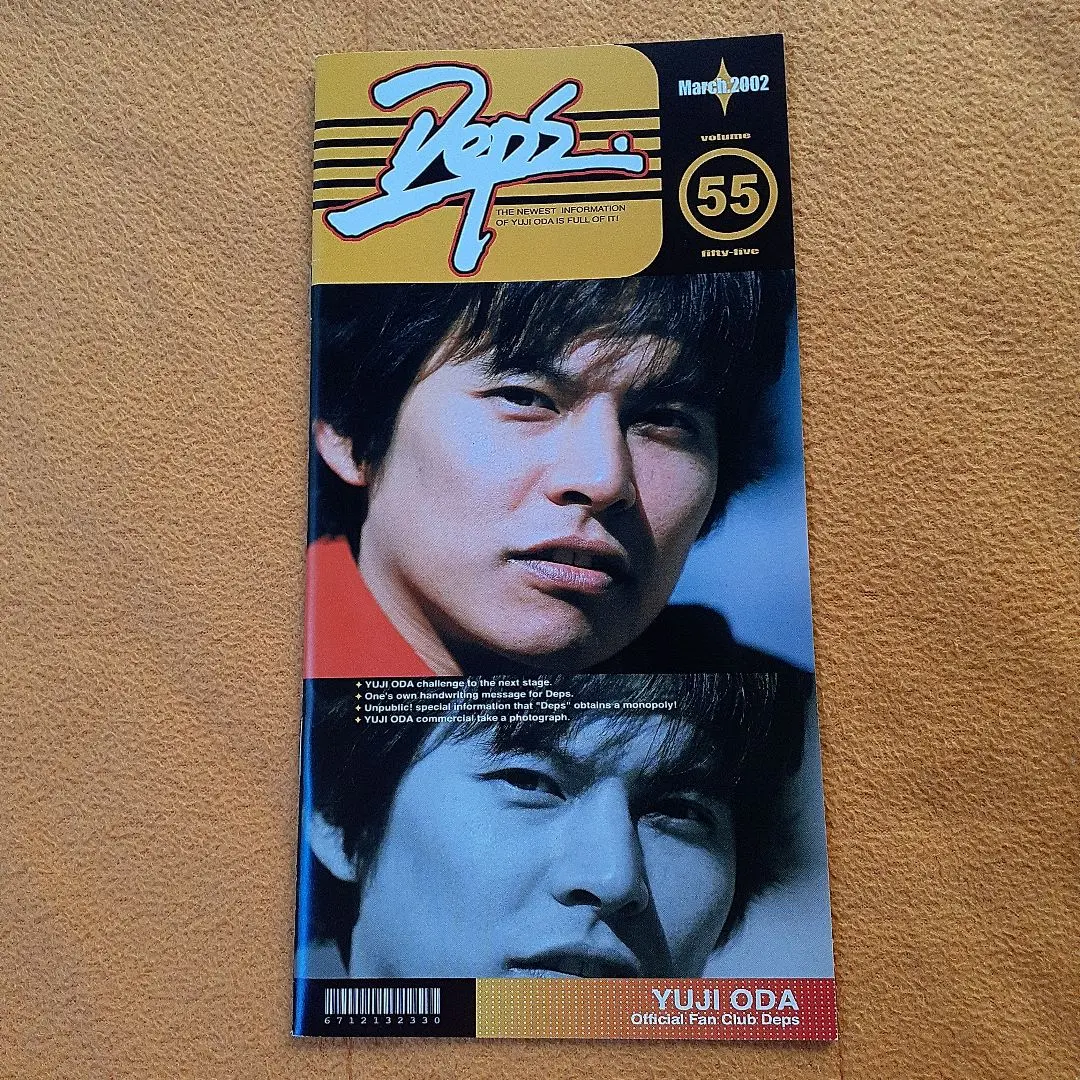 Deps.
THE NEWEST INFORMATION
OF YUJI ODA IS FULL OF IT!
March.2002
volume
55
fifty-five
YUJI ODA challenge to the next stage.
One's own handwriting message for Deps.
Unpublic! special information that "Deps" obtains a monopoly!
YUJI ODA commercial take a photograph.
6712132330
YUJI ODA
Official Fan Club Deps